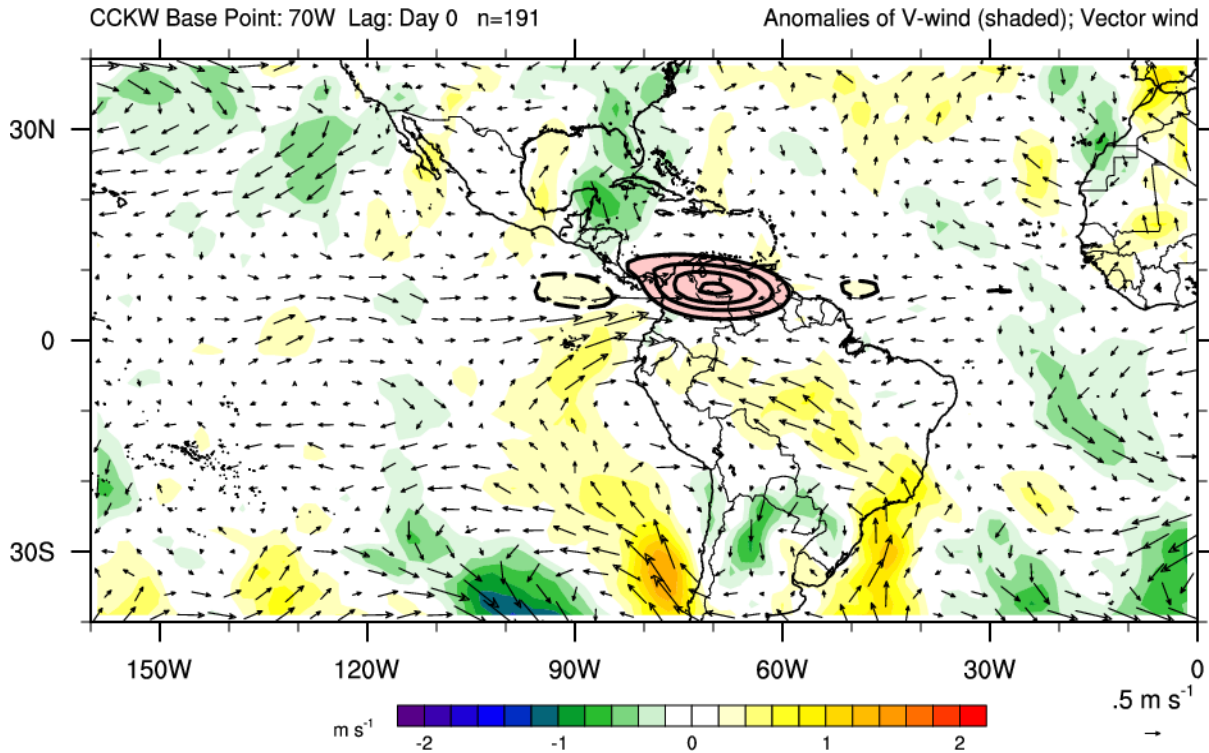 CCKW Base Point: 70W Lag: Day 0 n=191 Anomalies of V-wind (shaded); Vector wind
30N
0
30S
150W 120W 90W 60W 30W 0
.5 m s⁻¹
m s⁻¹
-2 -1 0 1 2